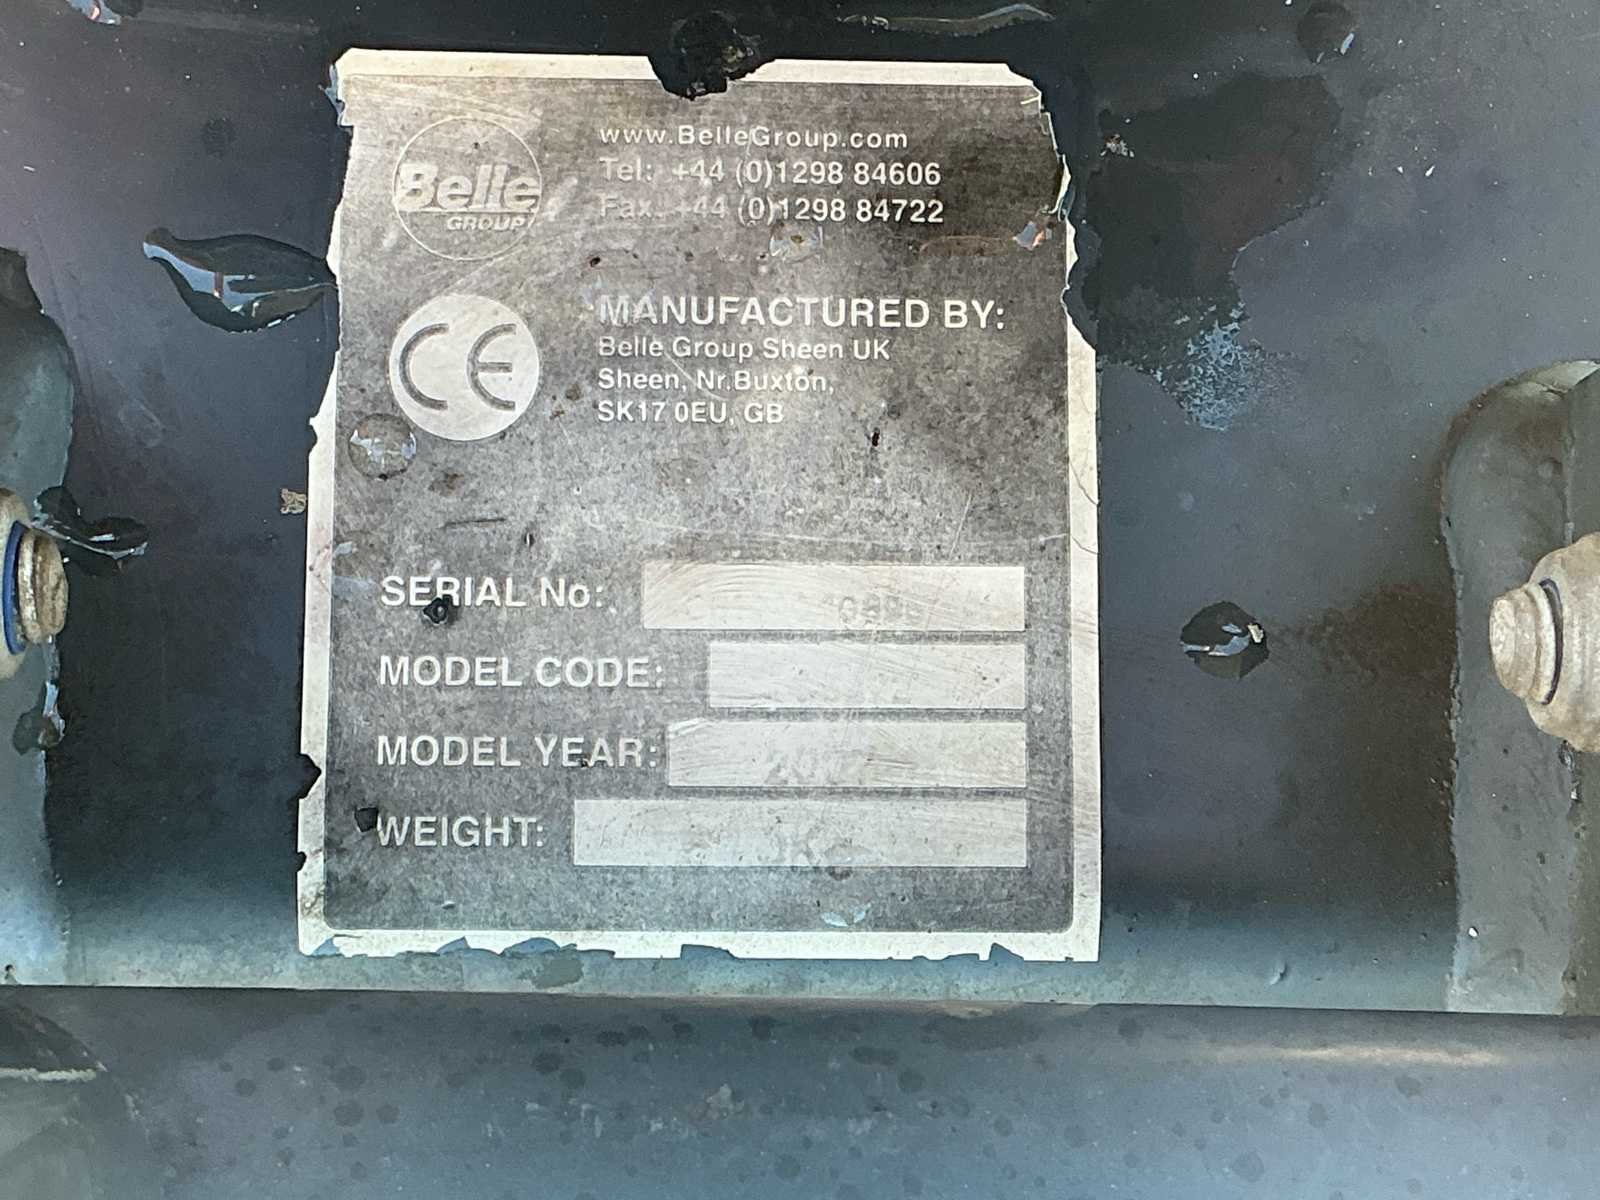 Belle
GROUP
www.BelleGroup.com
Tel: +44 (0)1298 84606
Fax: +44 (0)1298 84722
CE
MANUFACTURED BY:
Belle Group Sheen UK
Sheen, Nr.Buxton,
SK17 0EU, GB
SERIAL No:
MODEL CODE:
MODEL YEAR:
WEIGHT: